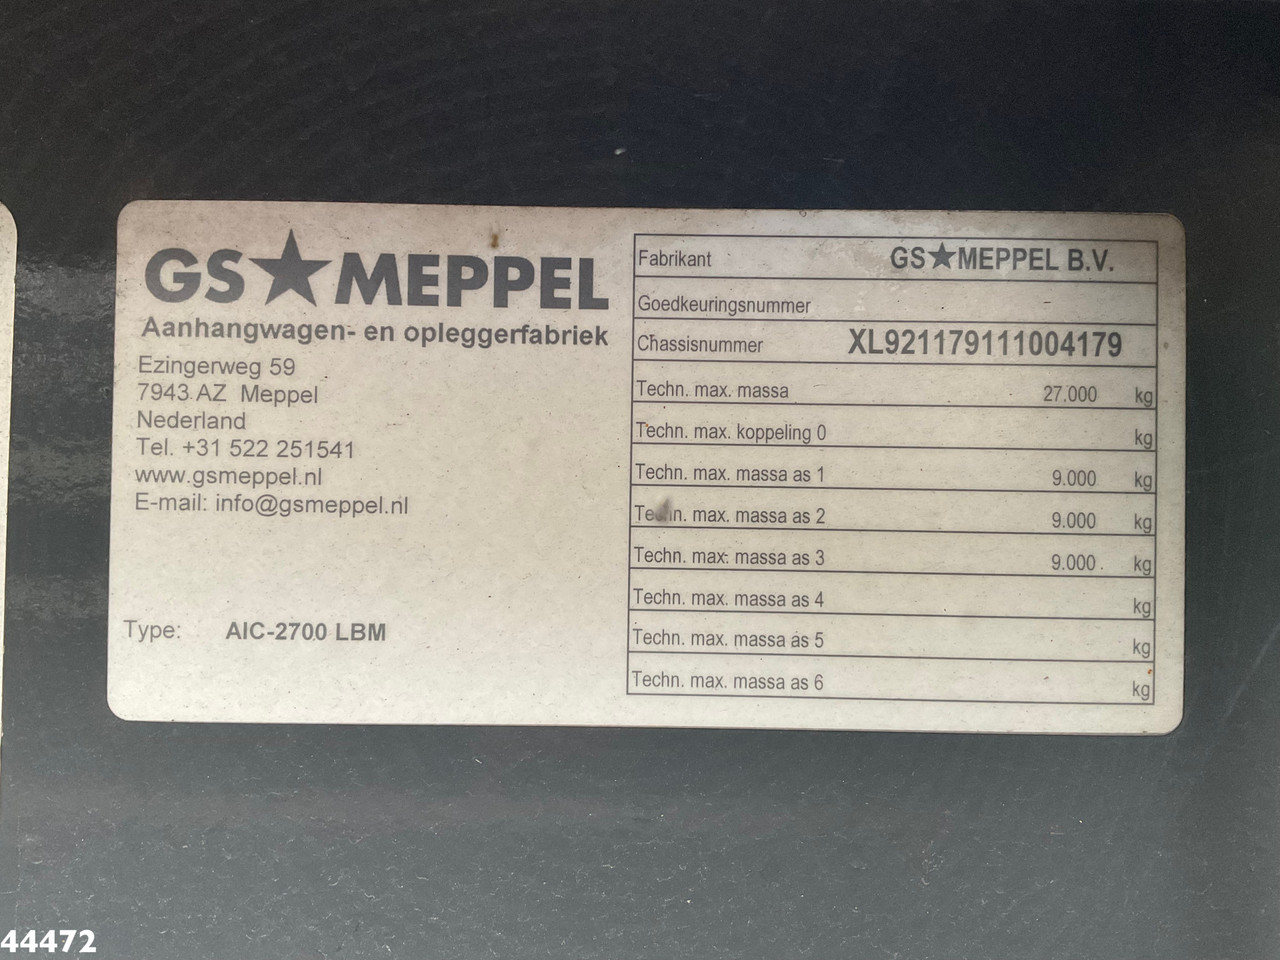 GS★MEPPEL
Aanhangwagen- en opleggerfabriek
Ezingerweg 59
7943 AZ Meppel
Nederland
Tel. +31 522 251541
www.gsmeppel.nl
E-mail: info@gsmeppel.nl
Type: AIC-2700 LBM
Fabrikant GS★MEPPEL B.V.
Goedkeuringsnummer -
Chassisnummer XL921179111004179
Techn. max. massa 27.000 kg
Techn. max. koppeling 0 kg
Techn. max. massa as 1 9.000 kg
Techn. max. massa as 2 9.000 kg
Techn. max. massa as 3 9.000 kg
Techn. max. massa as 4 kg
Techn. max. massa as 5 kg
Techn. max. massa as 6 kg
44472